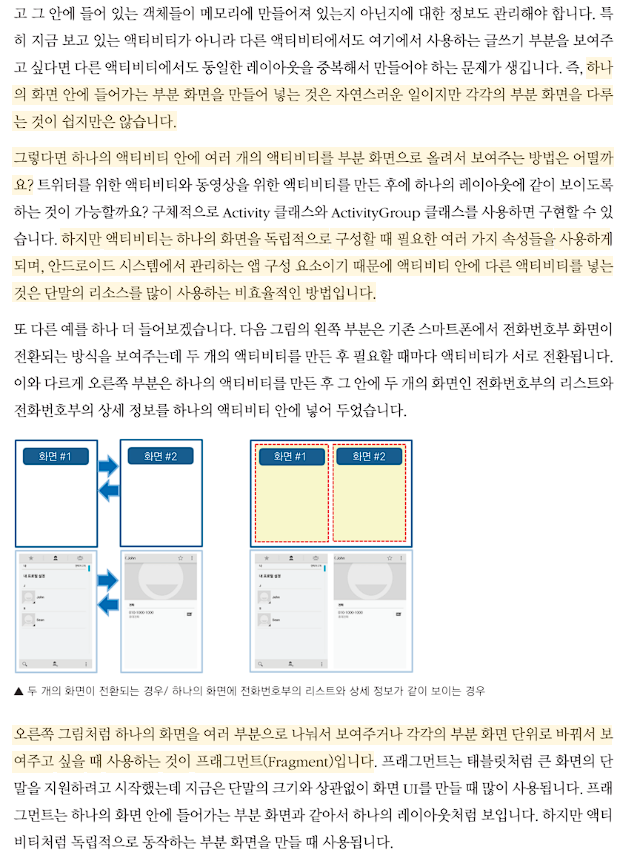 고 그 안에 들어 있는 객체들이 메모리에 만들어져 있는지 아닌지에 대한 정보도 관리해야 합니다. 특
히 지금 보고 있는 액티비티가 아니라 다른 액티비티에서도 여기에서 사용하는 글쓰기 부분을 보여주
고 싶다면 다른 액티비티에서도 동일한 레이아웃을 중복해서 만들어야 하는 문제가 생깁니다. 즉, 하나
의 화면 안에 들어가는 부분 화면을 만들어 넣는 것은 자연스러운 일이지만 각각의 부분 화면을 다루
는 것이 쉽지만은 않습니다.
그렇다면 하나의 액티비티 안에 여러 개의 액티비티를 부분 화면으로 올려서 보여주는 방법은 어떨까
요? 트위터를 위한 액티비티와 동영상을 위한 액티비티를 만든 후에 하나의 레이아웃에 같이 보이도록
하는 것이 가능할까요? 구체적으로 Activity 클래스와 ActivityGroup 클래스를 사용하면 구현할 수 있
습니다. 하지만 액티비티는 하나의 화면을 독립적으로 구성할 때 필요한 여러 가지 속성들을 사용하게
되며, 안드로이드 시스템에서 관리하는 앱 구성 요소이기 때문에 액티비티 안에 다른 액티비티를 넣는
것은 단말의 리소스를 많이 사용하는 비효율적인 방법입니다.
또 다른 예를 하나 더 들어보겠습니다. 다음 그림의 왼쪽 부분은 기존 스마트폰에서 전화번호부 화면이
전환되는 방식을 보여주는데 두 개의 액티비티를 만든 후 필요할 때마다 액티비티가 서로 전환됩니다.
이와 다르게 오른쪽 부분은 하나의 액티비티를 만든 후 그 안에 두 개의 화면인 전화번호부의 리스트와
전화번호부의 상세 정보를 하나의 액티비티 안에 넣어 두었습니다.
화면 #1 화면 #2 화면 #1 화면 #2
내 프로필 설정
John
Sean
John
010-1000-1000
내 프로필 설정
John
Sean
John
010-1000-1000
▲ 두 개의 화면이 전환되는 경우/ 하나의 화면에 전화번호부의 리스트와 상세 정보가 같이 보이는 경우
오른쪽 그림처럼 하나의 화면을 여러 부분으로 나눠서 보여주거나 각각의 부분 화면 단위로 바꿔서 보
여주고 싶을 때 사용하는 것이 프래그먼트(Fragment)입니다. 프래그먼트는 태블릿처럼 큰 화면의 단
말을 지원하려고 시작했는데 지금은 단말의 크기와 상관없이 화면 UI를 만들 때 많이 사용됩니다. 프래
그먼트는 하나의 화면 안에 들어가는 부분 화면과 같아서 하나의 레이아웃처럼 보입니다. 하지만 액티
비티처럼 독립적으로 동작하는 부분 화면을 만들 때 사용됩니다.